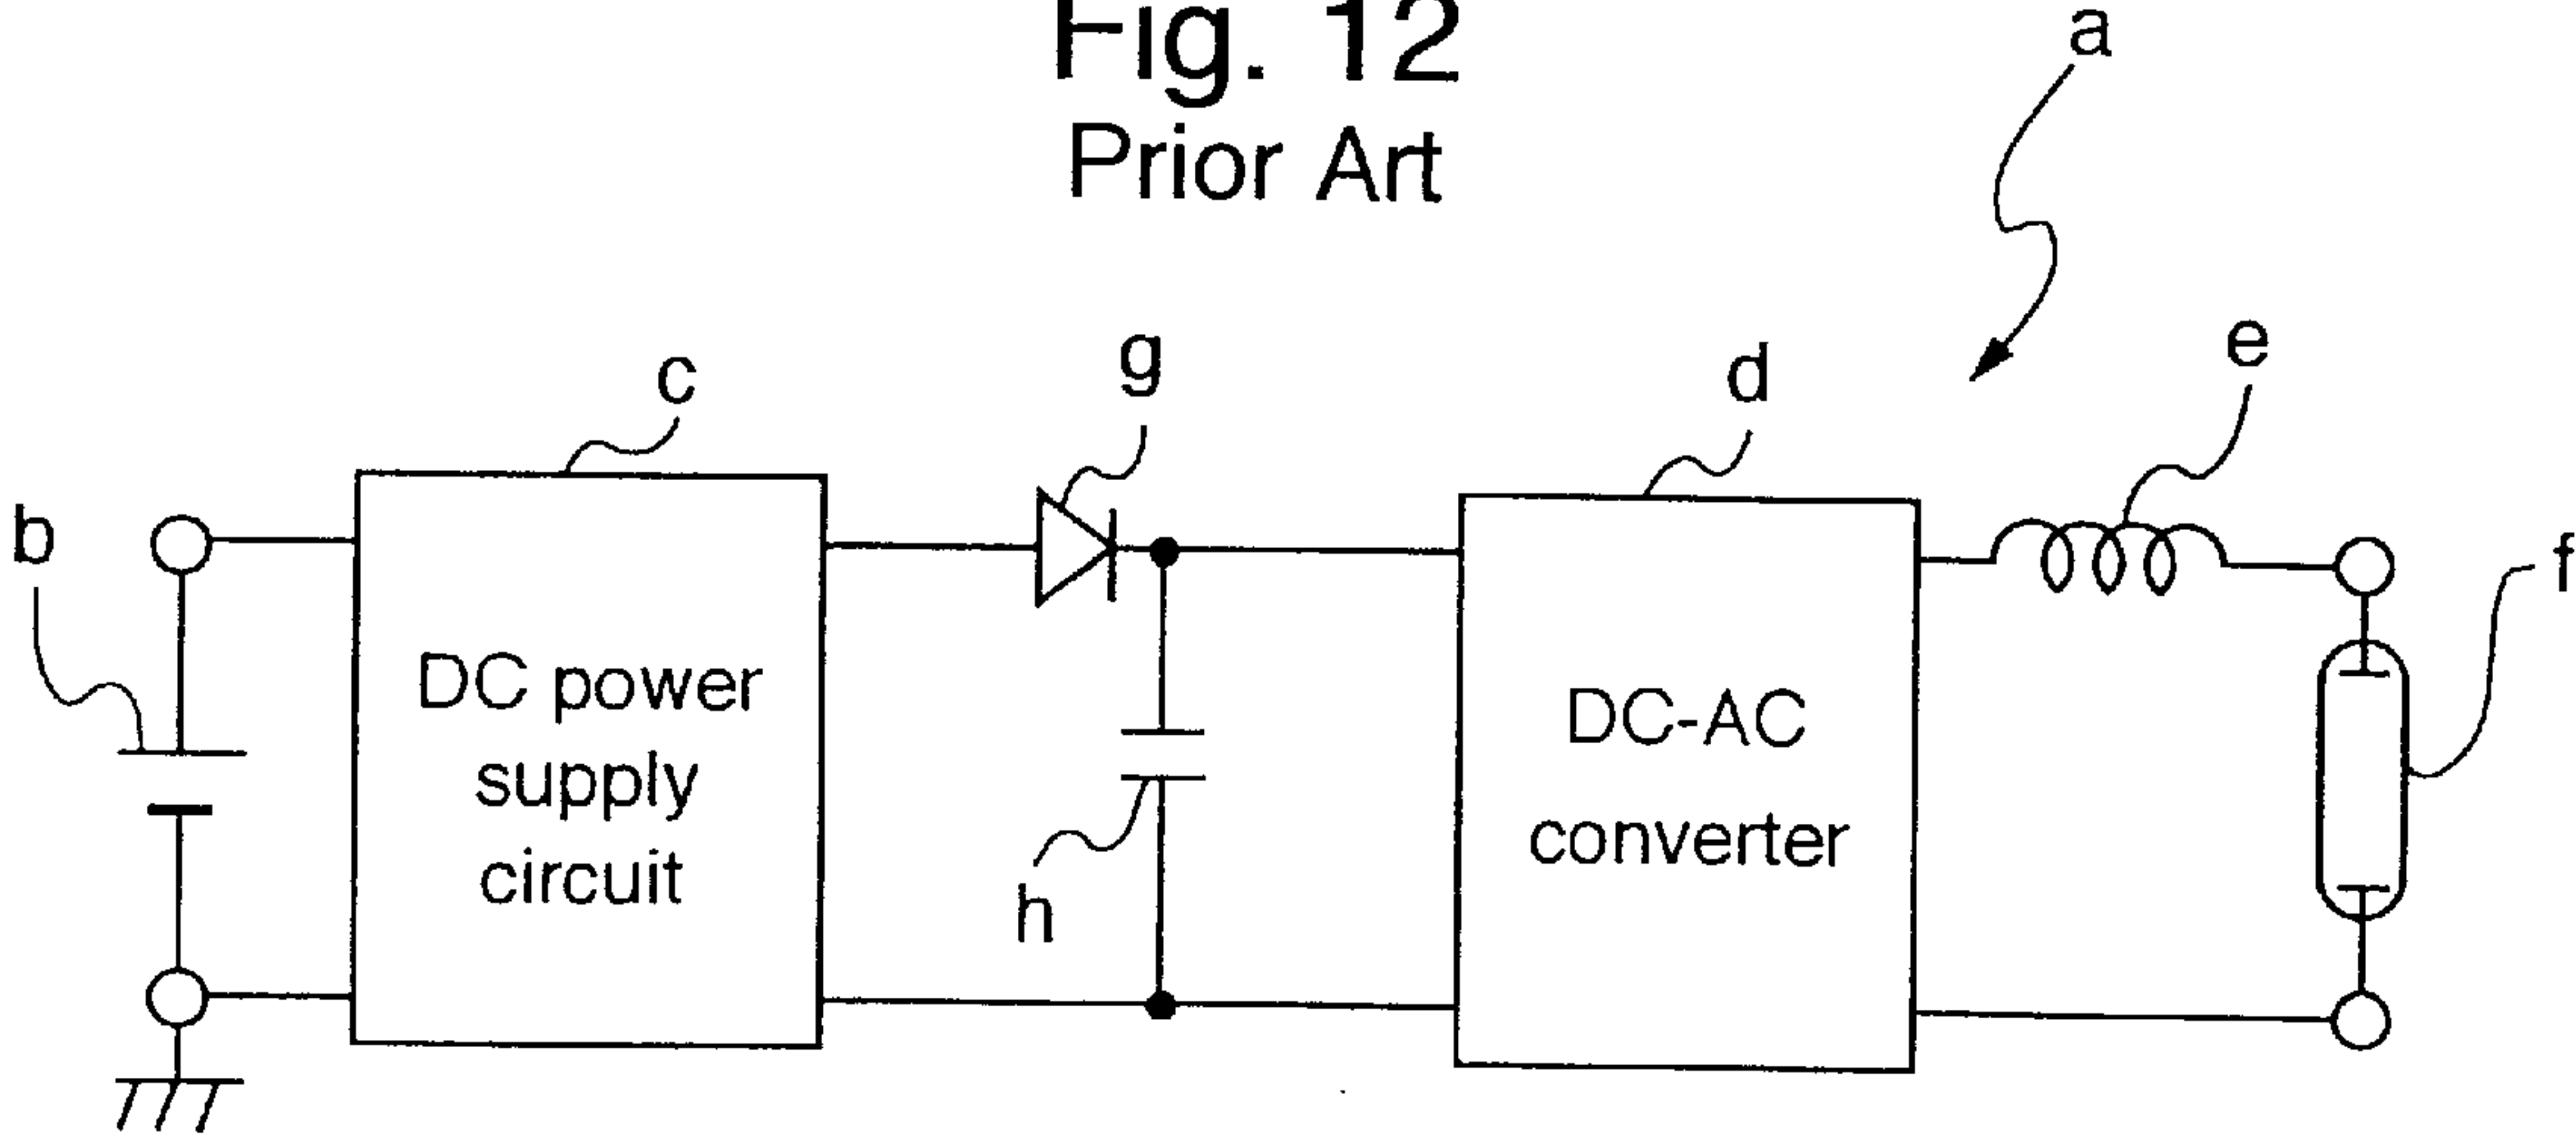 Fig. 12
Prior Art
a
b
c
g
d
e
f
h
DC power
supply
circuit
DC-AC
converter